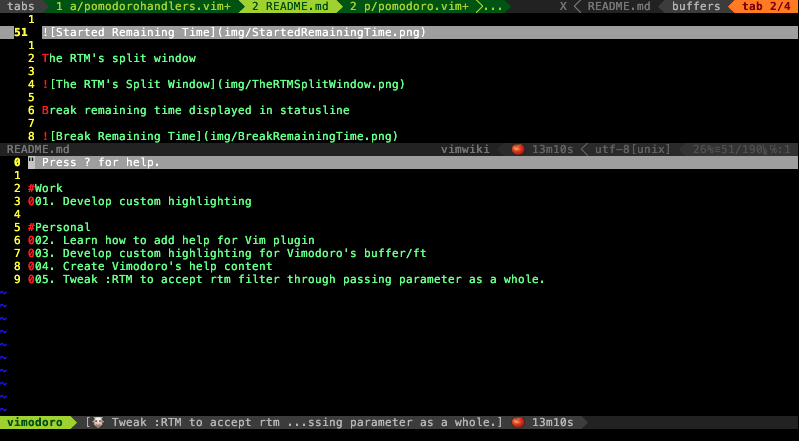 tabs 1 a/pomodorohandlers.vim+ 2 README.md 2 p/pomodoro.vim+ ... X README.md buffers tab 2/4
1
51 ![Started Remaining Time](img/StartedRemainingTime.png)
1
2 The RTM's split window
3
4 ![The RTM's Split Window](img/TheRTMSplitWindow.png)
5
6 Break remaining time displayed in statusline
7
8 ![Break Remaining Time](img/BreakRemainingTime.png)
README.md vimwiki 13m10s utf-8[unix] 26%≡51/190 ℅:1
0 " Press ? for help.
1
2 #Work
3 001. Develop custom highlighting
4
5 #Personal
6 002. Learn how to add help for Vim plugin
7 003. Develop custom highlighting for Vimodoro's buffer/ft
8 004. Create Vimodoro's help content
9 005. Tweak :RTM to accept rtm filter through passing parameter as a whole.
~
~
~
~
~
~
~
~
~
~
vimodoro [ Tweak :RTM to accept rtm ...ssing parameter as a whole.] 13m10s